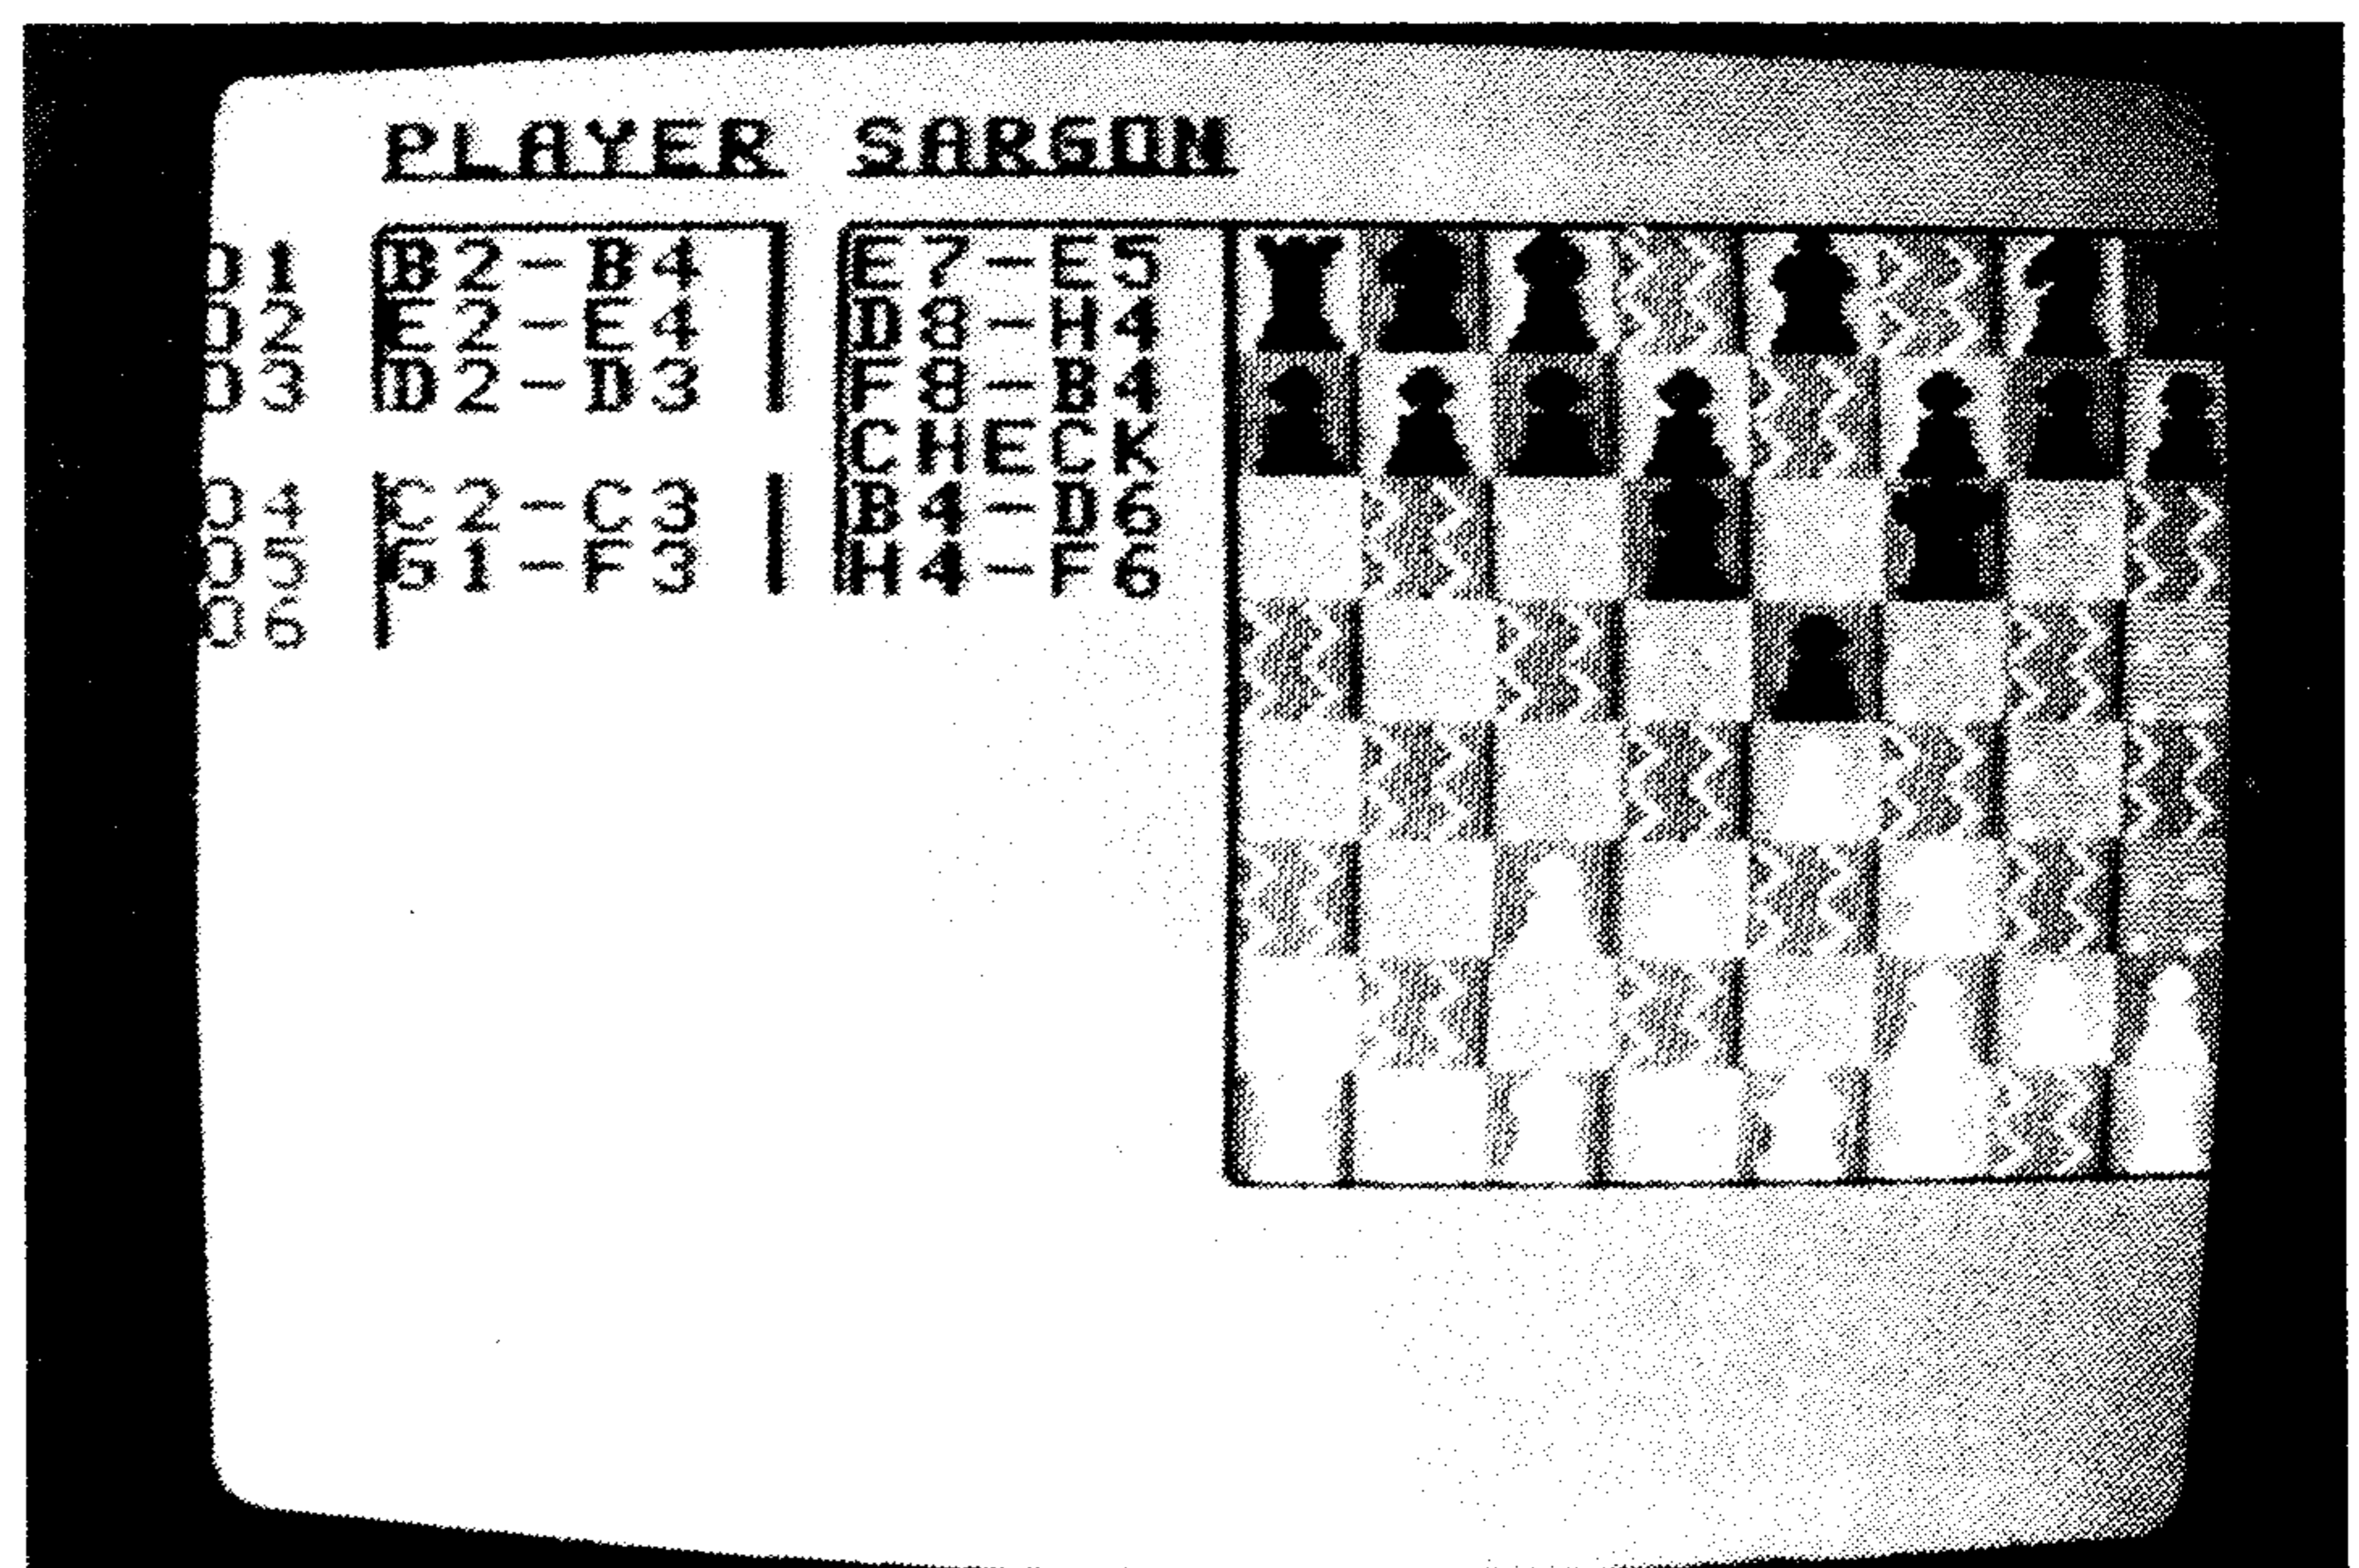 PLAYER SARGON
01 B2-B4 E7-E5
02 E2-E4 D8-H4
03 D2-D3 F8-B4
CHECK
04 C2-C3 B4-D6
05 G1-F3 H4-F6
06